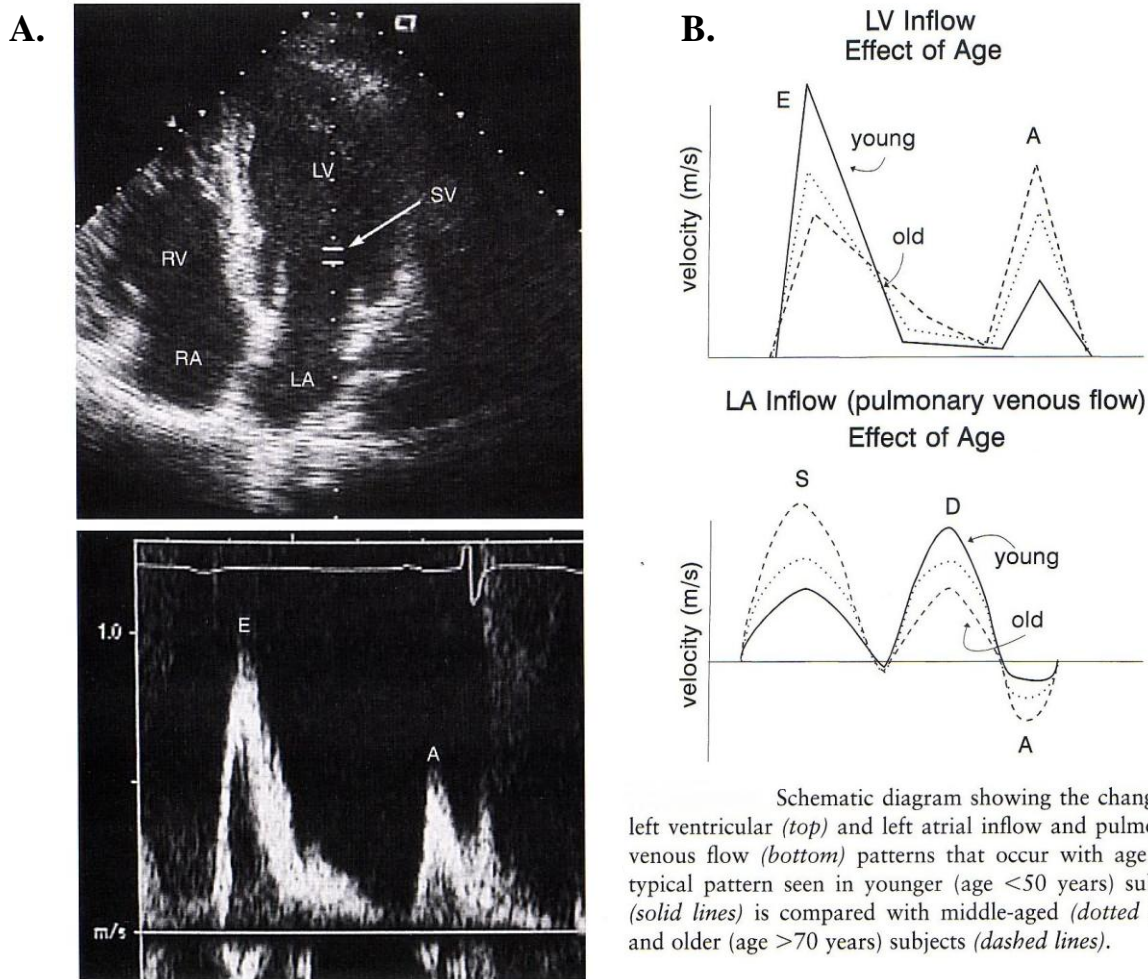 A.
LV
SV
RV
RA
LA
1.0
E
A
m/s
B.
LV Inflow
Effect of Age
E
young
A
old
velocity (m/s)
LA Inflow (pulmonary venous flow)
Effect of Age
S
D
young
old
velocity (m/s)
A
Schematic diagram showing the chang
left ventricular (top) and left atrial inflow and pulmo
venous flow (bottom) patterns that occur with age
typical pattern seen in younger (age <50 years) su
(solid lines) is compared with middle-aged (dotted
and older (age >70 years) subjects (dashed lines).